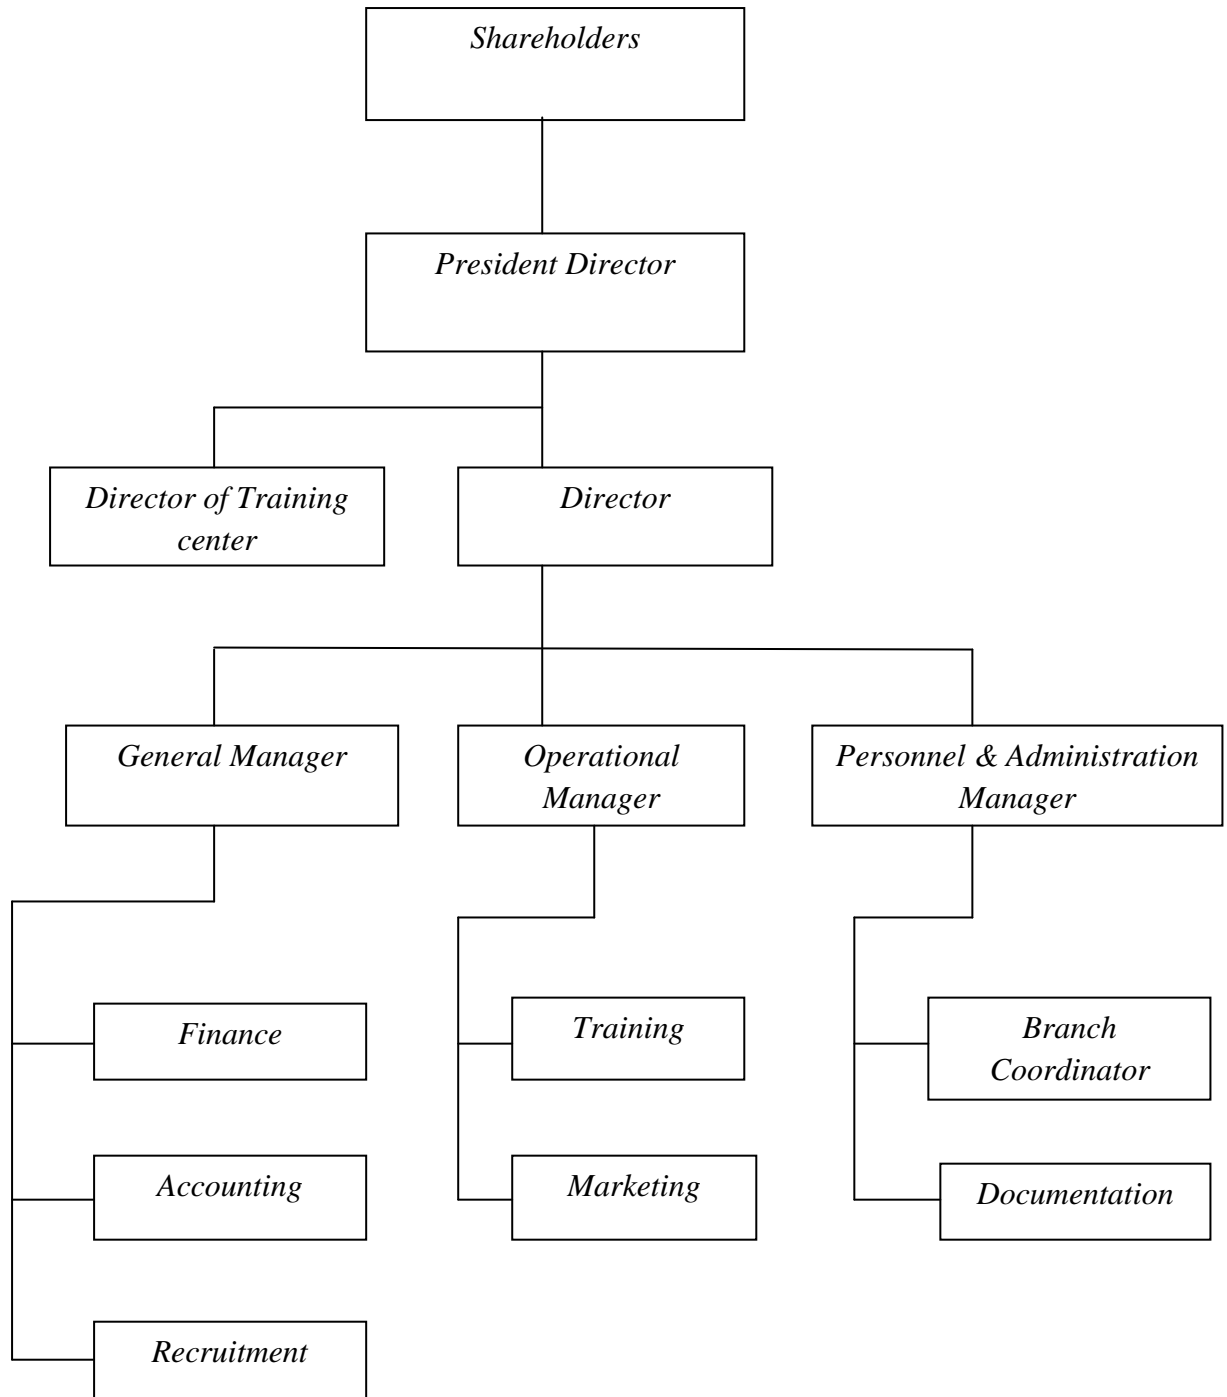 Shareholders
President Director
Director of Training
center
Director
General Manager
Operational
Manager
Personnel & Administration
Manager
Finance
Training
Branch
Coordinator
Accounting
Marketing
Documentation
Recruitment